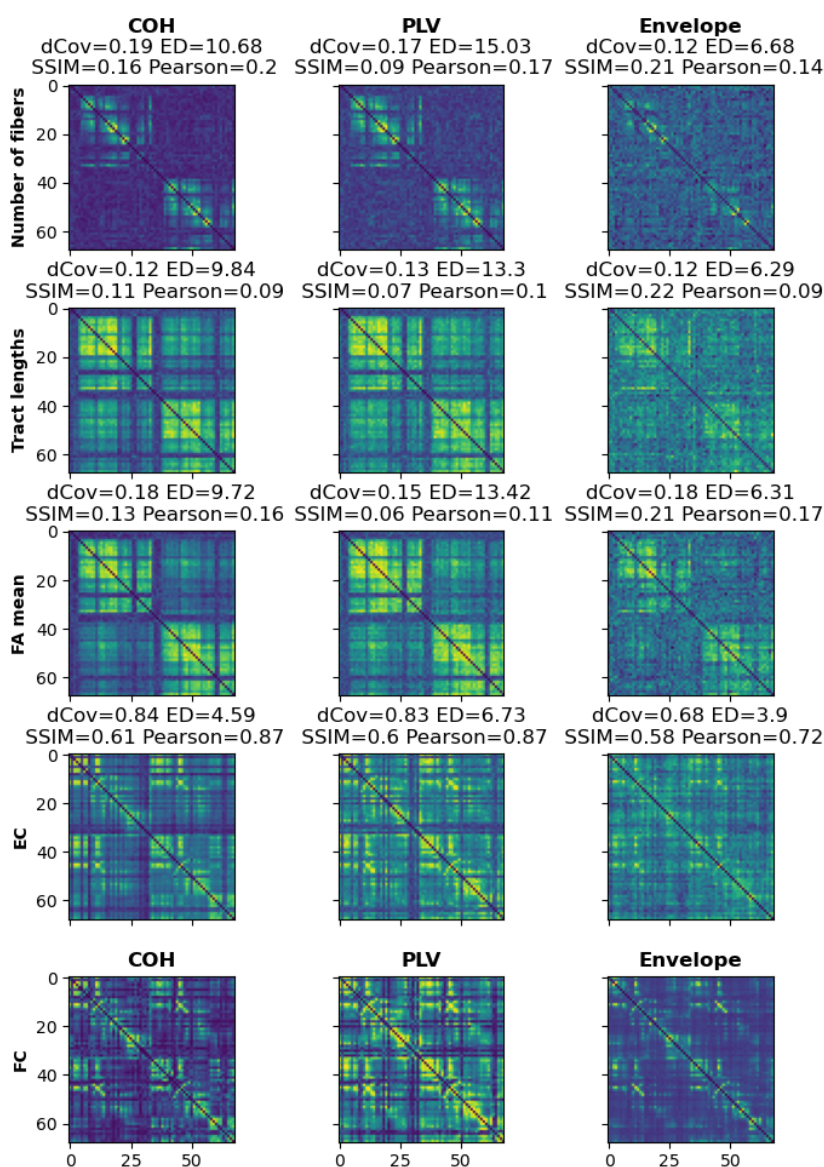 COH PLV Envelope
dCov=0.19 ED=10.68 dCov=0.17 ED=15.03 dCov=0.12 ED=6.68
SSIM=0.16 Pearson=0.2 SSIM=0.09 Pearson=0.17 SSIM=0.21 Pearson=0.14
Number of fibers
0
20
40
60
dCov=0.12 ED=9.84 dCov=0.13 ED=13.3 dCov=0.12 ED=6.29
SSIM=0.11 Pearson=0.09 SSIM=0.07 Pearson=0.1 SSIM=0.22 Pearson=0.09
Tract lengths
0
20
40
60
dCov=0.18 ED=9.72 dCov=0.15 ED=13.42 dCov=0.18 ED=6.31
SSIM=0.13 Pearson=0.16 SSIM=0.06 Pearson=0.11 SSIM=0.21 Pearson=0.17
FA mean
0
20
40
60
dCov=0.84 ED=4.59 dCov=0.83 ED=6.73 dCov=0.68 ED=3.9
SSIM=0.61 Pearson=0.87 SSIM=0.6 Pearson=0.87 SSIM=0.58 Pearson=0.72
EC
0
20
40
60
COH PLV Envelope
FC
0
20
40
60
0 25 50 0 25 50 0 25 50